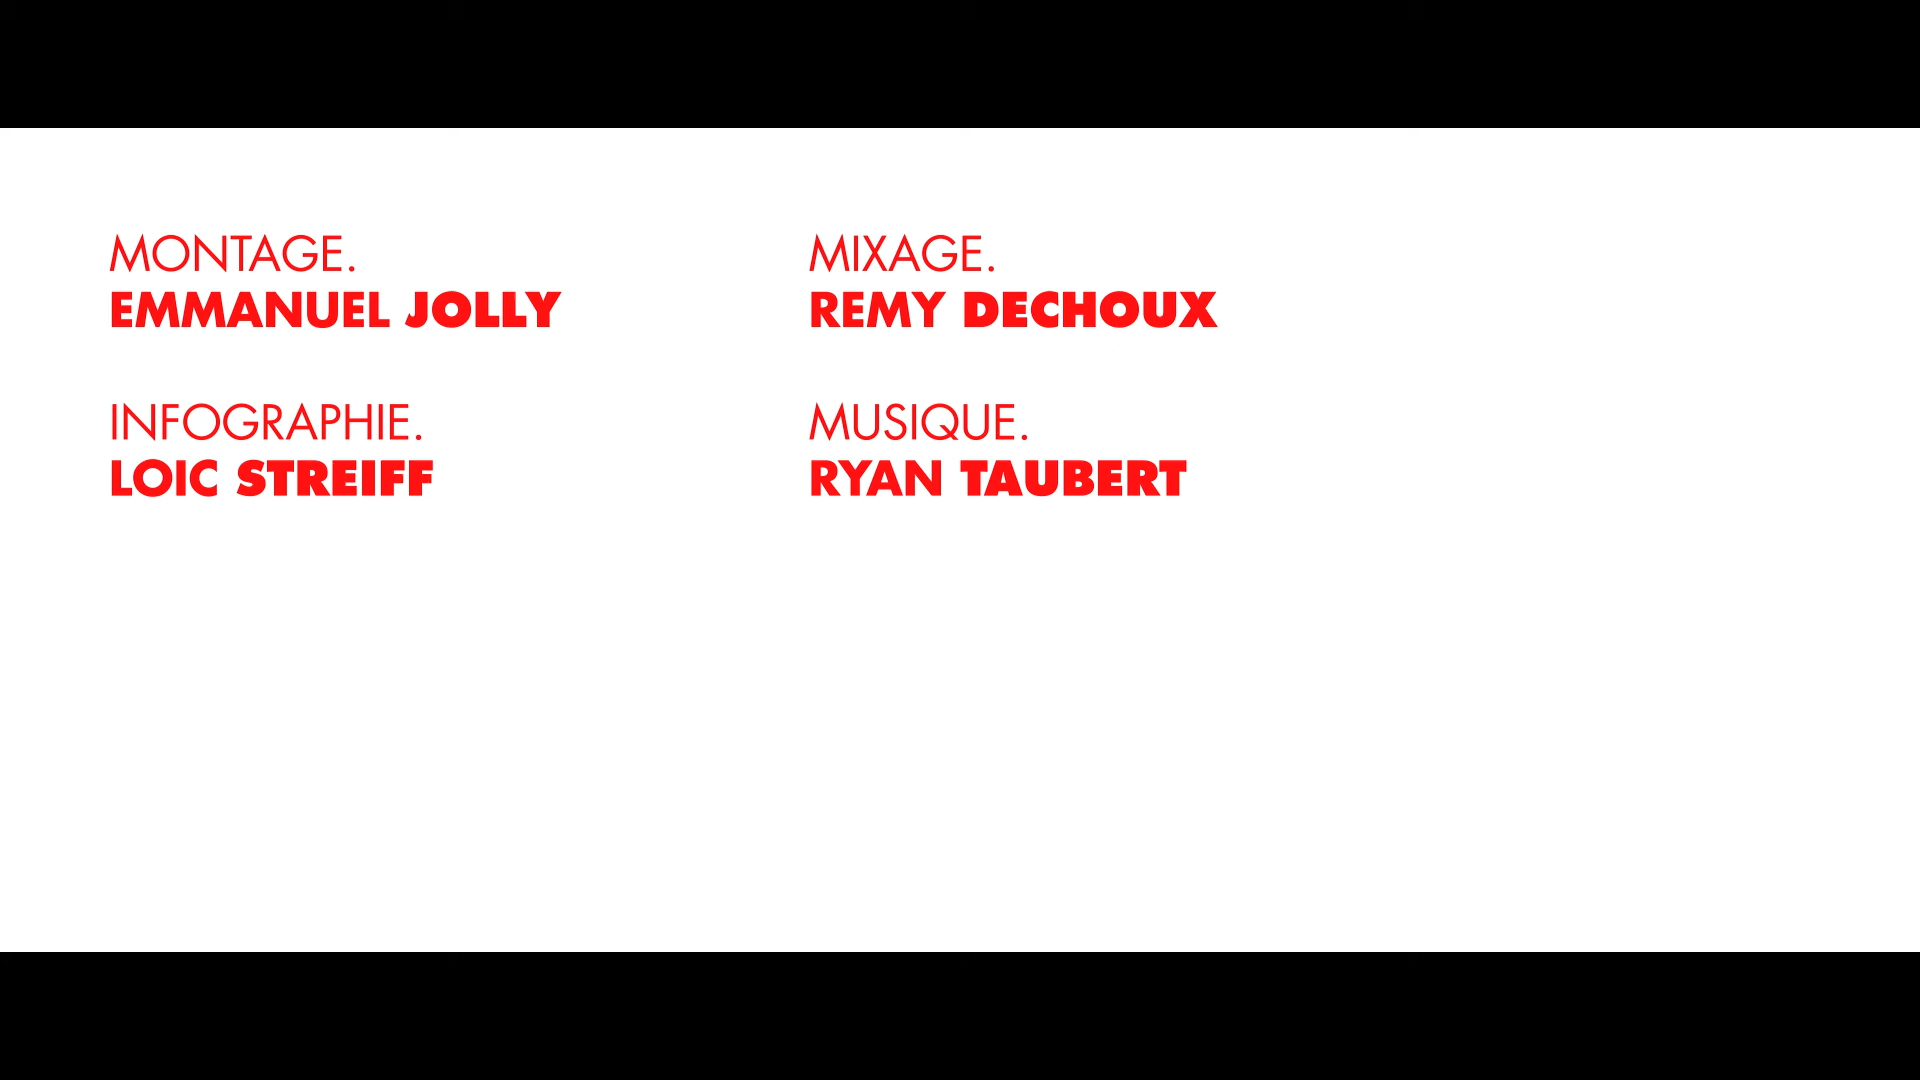 MONTAGE.
EMMANUEL JOLLY
INFOGRAPHIE.
LOIC STREIFF
MIXAGE.
REMY DECHOUX
MUSIQUE.
RYAN TAUBERT